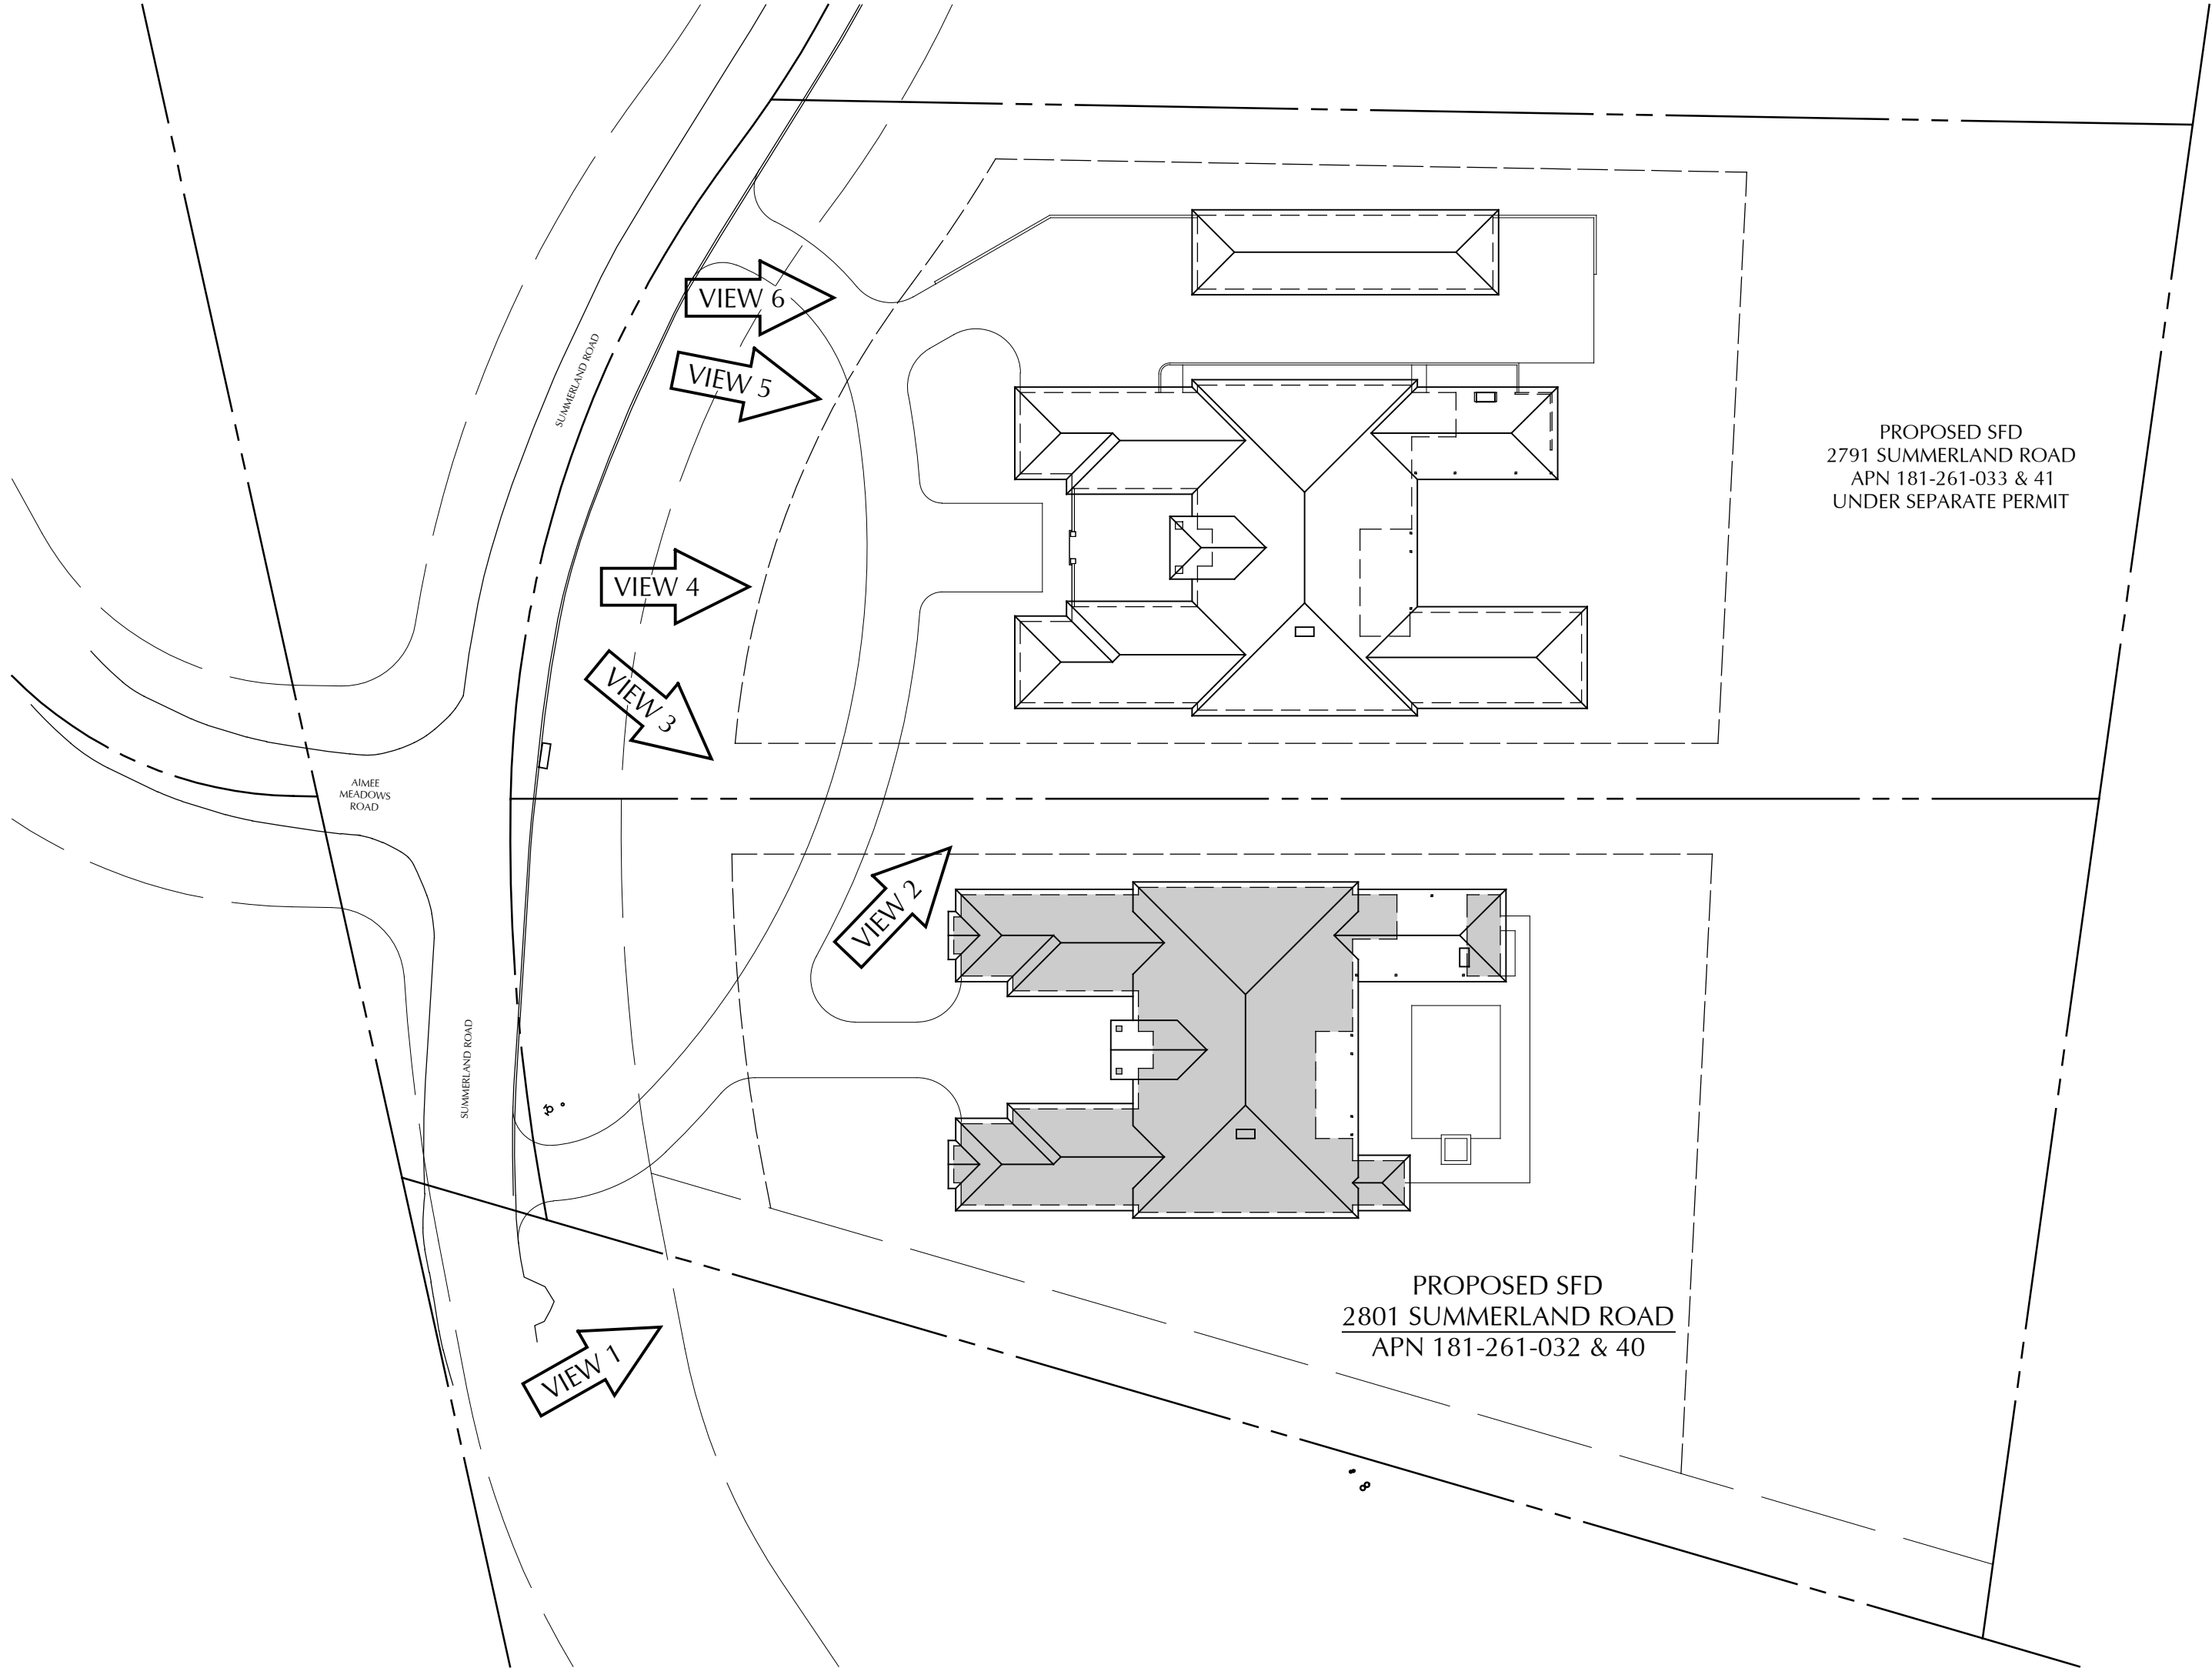 VIEW 6
SUMMERLAND ROAD
VIEW 5
PROPOSED SFD
2791 SUMMERLAND ROAD
APN 181-261-033 & 41
UNDER SEPARATE PERMIT
VIEW 4
VIEW 3
AIMEE
MEADOWS
ROAD
VIEW 2
SUMMERLAND ROAD
PROPOSED SFD
2801 SUMMERLAND ROAD
APN 181-261-032 & 40
VIEW 1